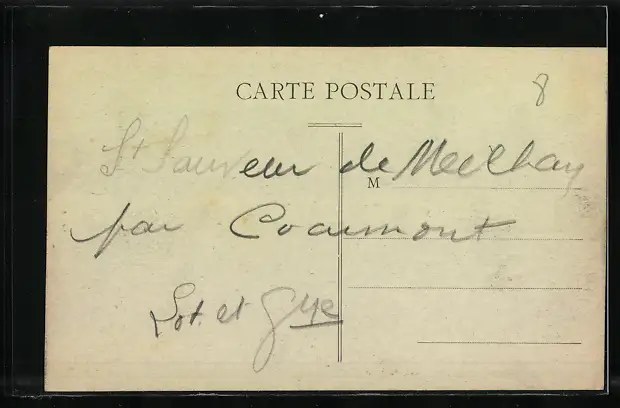 CARTE POSTALE
8
St Sauveur de Meilhan
M
par Cocumont
Lot. et Gne